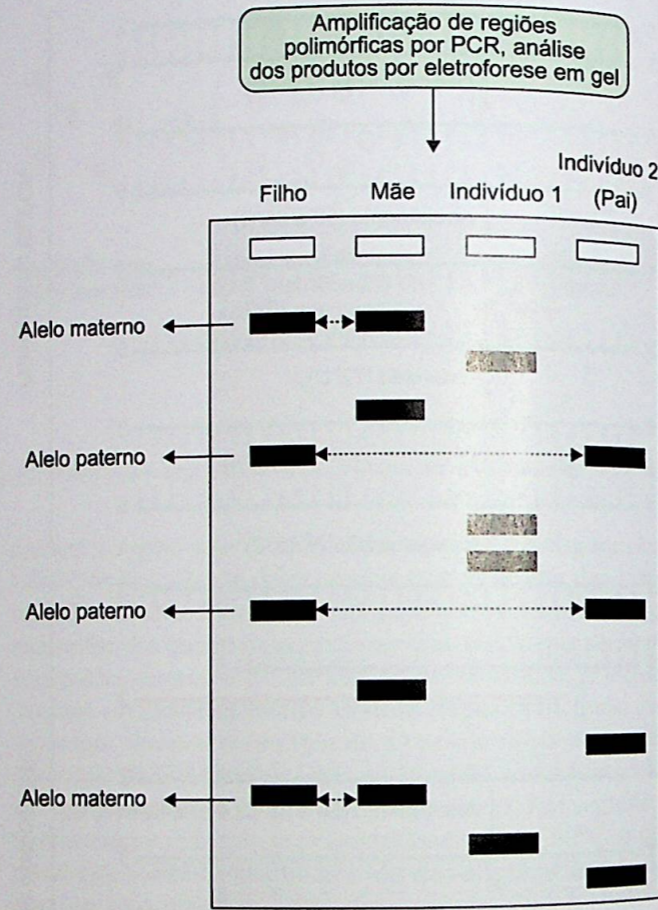 Amplificação de regiões
polimórficas por PCR, análise
dos produtos por eletroforese em gel
Filho
Mãe
Indivíduo 1
Indivíduo 2
(Pai)
Alelo materno
Alelo paterno
Alelo paterno
Alelo materno